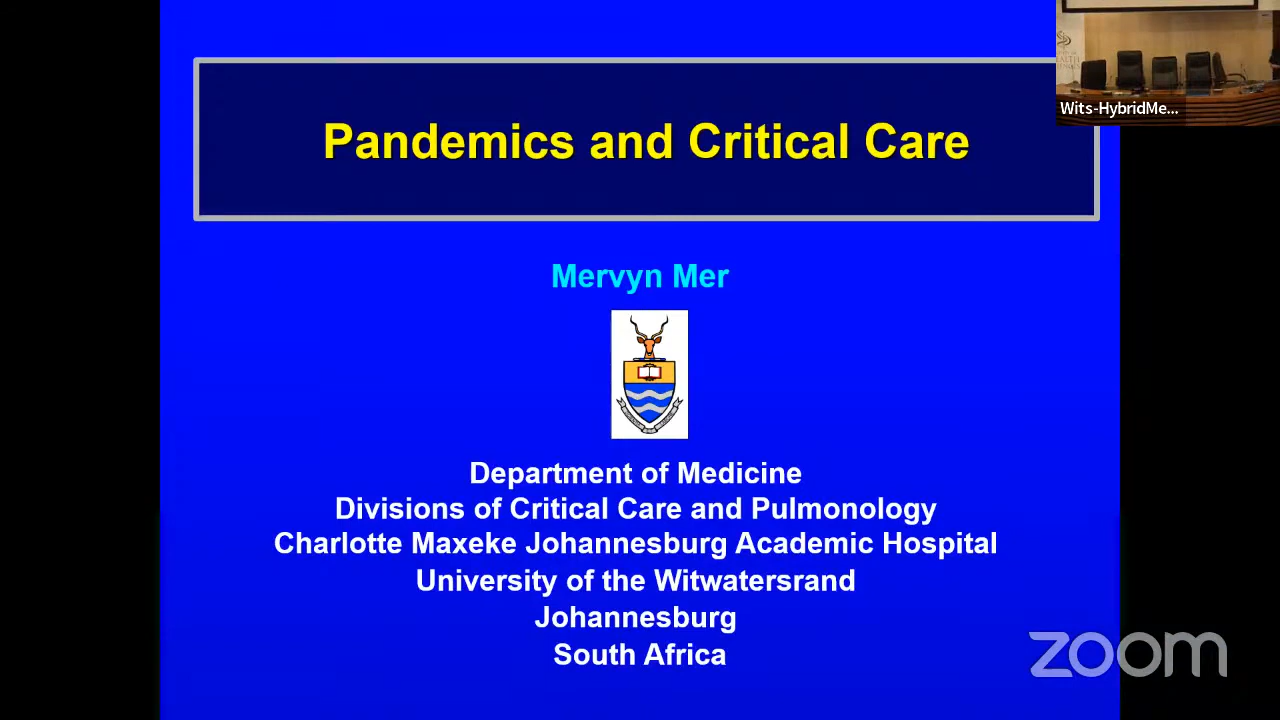 Pandemics and Critical Care
Wits-HybridMe...
Mervyn Mer
Department of Medicine
Divisions of Critical Care and Pulmonology
Charlotte Maxeke Johannesburg Academic Hospital
University of the Witwatersrand
Johannesburg
South Africa
zoom